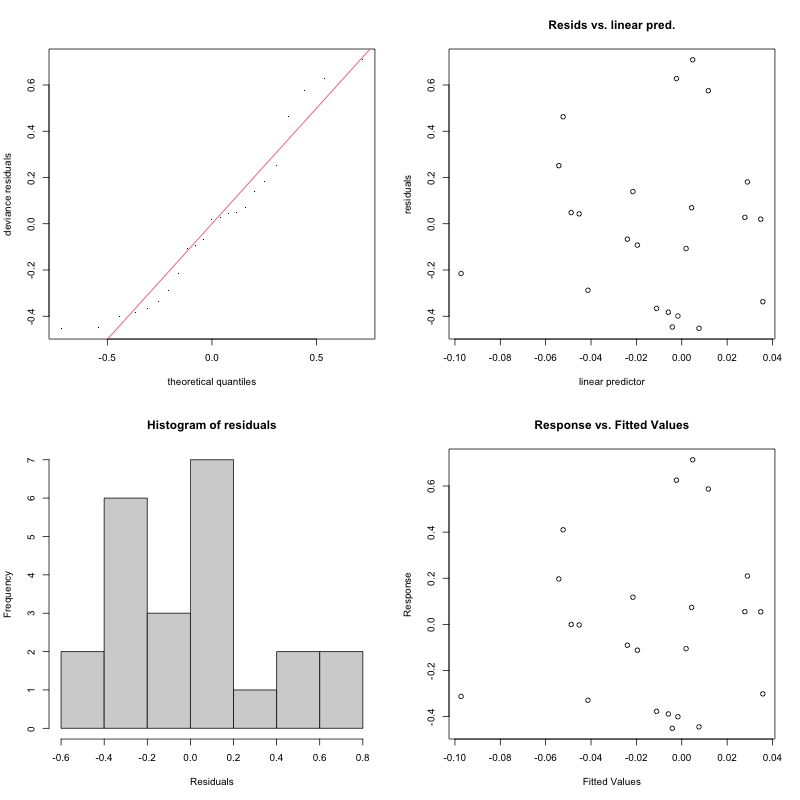 deviance residuals
0.6
0.4
0.2
0.0
-0.2
-0.4
-0.5 0.0 0.5
theoretical quantiles
Resids vs. linear pred.
residuals
0.6
0.4
0.2
0.0
-0.2
-0.4
-0.10 -0.08 -0.06 -0.04 -0.02 0.00 0.02 0.04
linear predictor
Histogram of residuals
Frequency
7
6
5
4
3
2
1
0
-0.6 -0.4 -0.2 0.0 0.2 0.4 0.6 0.8
Residuals
Response vs. Fitted Values
Response
0.6
0.4
0.2
0.0
-0.2
-0.4
-0.10 -0.08 -0.06 -0.04 -0.02 0.00 0.02 0.04
Fitted Values